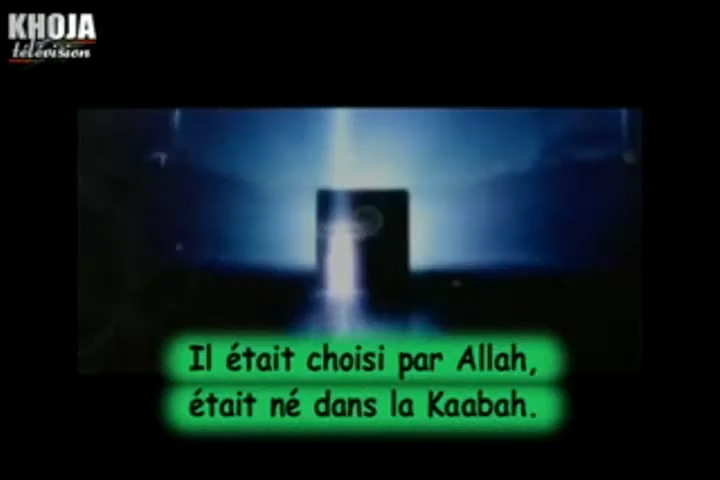 KHOJA
télévision
Il était choisi par Allah,
était né dans la Kaabah.